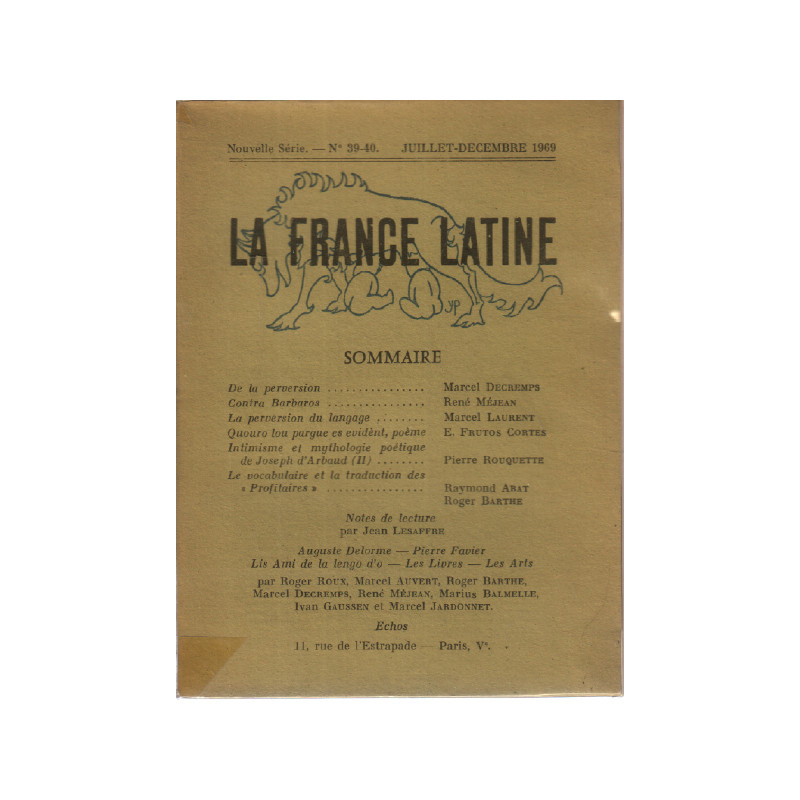 Nouvelle Série. — N° 39-40. JUILLET-DECEMBRE 1969
LA FRANCE LATINE
YP
SOMMAIRE
De la perversion ................ Marcel DECREMPS
Contra Barbaros ................ René MÉJEAN
La perversion du langage ........ Marcel LAURENT
Quouro lou pargue es evidènt, poème E. FRUTOS CORTES
Intimisme et mythologie poétique
de Joseph d'Arbaud (II) ........ Pierre ROUQUETTE
Le vocabulaire et la traduction des
« Profilaires » ................ Raymond ARAT
Roger BARTHE
Notes de lecture
par Jean LESAFFRE
Auguste Delorme — Pierre Favier
Lis Ami de la lengo d'o — Les Livres — Les Arts
par Roger ROUX, Marcel AUVERT, Roger BARTHE,
Marcel DECREMPS, René MÉJEAN, Marius BALMELLE,
Ivan GAUSSEN et Marcel JARDONNET.
Echos
11, rue de l'Estrapade — Paris, V°.